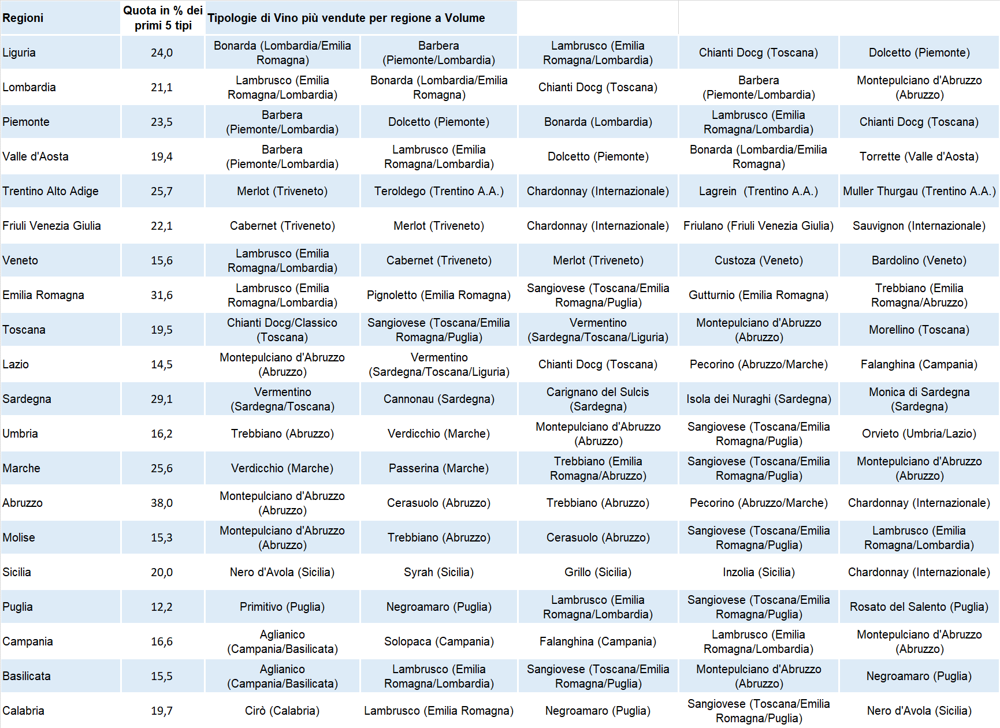 Regioni
Quota in % dei
primi 5 tipi
Tipologie di Vino più vendute per regione a Volume
Liguria
24,0
Bonarda (Lombardia/Emilia
Romagna)
Barbera
(Piemonte/Lombardia)
Lambrusco (Emilia
Romagna/Lombardia)
Chianti Docg (Toscana)
Dolcetto (Piemonte)
Lombardia
21,1
Lambrusco (Emilia
Romagna/Lombardia)
Bonarda (Lombardia/Emilia
Romagna)
Chianti Docg (Toscana)
Barbera
(Piemonte/Lombardia)
Montepulciano d'Abruzzo
(Abruzzo)
Piemonte
23,5
Barbera
(Piemonte/Lombardia)
Dolcetto (Piemonte)
Bonarda (Lombardia)
Lambrusco (Emilia
Romagna/Lombardia)
Chianti Docg (Toscana)
Valle d'Aosta
19,4
Barbera
(Piemonte/Lombardia)
Lambrusco (Emilia
Romagna/Lombardia)
Dolcetto (Piemonte)
Bonarda (Lombardia/Emilia
Romagna)
Torrette (Valle d'Aosta)
Trentino Alto Adige
25,7
Merlot (Triveneto)
Teroldego (Trentino A.A.)
Chardonnay (Internazionale)
Lagrein  (Trentino A.A.)
Muller Thurgau (Trentino A.A.)
Friuli Venezia Giulia
22,1
Cabernet (Triveneto)
Merlot (Triveneto)
Chardonnay (Internazionale)
Friulano (Friuli Venezia Giulia)
Sauvignon (Internazionale)
Veneto
15,6
Lambrusco (Emilia
Romagna/Lombardia)
Cabernet (Triveneto)
Merlot (Triveneto)
Custoza (Veneto)
Bardolino (Veneto)
Emilia Romagna
31,6
Lambrusco (Emilia
Romagna/Lombardia)
Pignoletto (Emilia Romagna)
Sangiovese (Toscana/Emilia
Romagna/Puglia)
Gutturnio (Emilia Romagna)
Trebbiano (Emilia
Romagna/Abruzzo)
Toscana
19,5
Chianti Docg/Classico
(Toscana)
Sangiovese (Toscana/Emilia
Romagna/Puglia)
Vermentino
(Sardegna/Toscana/Liguria)
Montepulciano d'Abruzzo
(Abruzzo)
Morellino (Toscana)
Lazio
14,5
Montepulciano d'Abruzzo
(Abruzzo)
Vermentino
(Sardegna/Toscana/Liguria)
Chianti Docg (Toscana)
Pecorino (Abruzzo/Marche)
Falanghina (Campania)
Sardegna
29,1
Vermentino
(Sardegna/Toscana)
Cannonau (Sardegna)
Carignano del Sulcis
(Sardegna)
Isola dei Nuraghi (Sardegna)
Monica di Sardegna
(Sardegna)
Umbria
16,2
Trebbiano (Abruzzo)
Verdicchio (Marche)
Montepulciano d'Abruzzo
(Abruzzo)
Sangiovese (Toscana/Emilia
Romagna/Puglia)
Orvieto (Umbria/Lazio)
Marche
25,6
Verdicchio (Marche)
Passerina (Marche)
Trebbiano (Emilia
Romagna/Abruzzo)
Sangiovese (Toscana/Emilia
Romagna/Puglia)
Montepulciano d'Abruzzo
(Abruzzo)
Abruzzo
38,0
Montepulciano d'Abruzzo
(Abruzzo)
Cerasuolo (Abruzzo)
Trebbiano (Abruzzo)
Pecorino (Abruzzo/Marche)
Chardonnay (Internazionale)
Molise
15,3
Montepulciano d'Abruzzo
(Abruzzo)
Trebbiano (Abruzzo)
Cerasuolo (Abruzzo)
Sangiovese (Toscana/Emilia
Romagna/Puglia)
Lambrusco (Emilia
Romagna/Lombardia)
Sicilia
20,0
Nero d'Avola (Sicilia)
Syrah (Sicilia)
Grillo (Sicilia)
Inzolia (Sicilia)
Chardonnay (Internazionale)
Puglia
12,2
Primitivo (Puglia)
Negroamaro (Puglia)
Lambrusco (Emilia
Romagna/Lombardia)
Sangiovese (Toscana/Emilia
Romagna/Puglia)
Rosato del Salento (Puglia)
Campania
16,6
Aglianico
(Campania/Basilicata)
Solopaca (Campania)
Falanghina (Campania)
Lambrusco (Emilia
Romagna/Lombardia)
Montepulciano d'Abruzzo
(Abruzzo)
Basilicata
15,5
Aglianico
(Campania/Basilicata)
Lambrusco (Emilia
Romagna/Lombardia)
Sangiovese (Toscana/Emilia
Romagna/Puglia)
Montepulciano d'Abruzzo
(Abruzzo)
Negroamaro (Puglia)
Calabria
19,7
Cirò (Calabria)
Lambrusco (Emilia Romagna)
Negroamaro (Puglia)
Sangiovese (Toscana/Emilia
Romagna/Puglia)
Nero d'Avola (Sicilia)